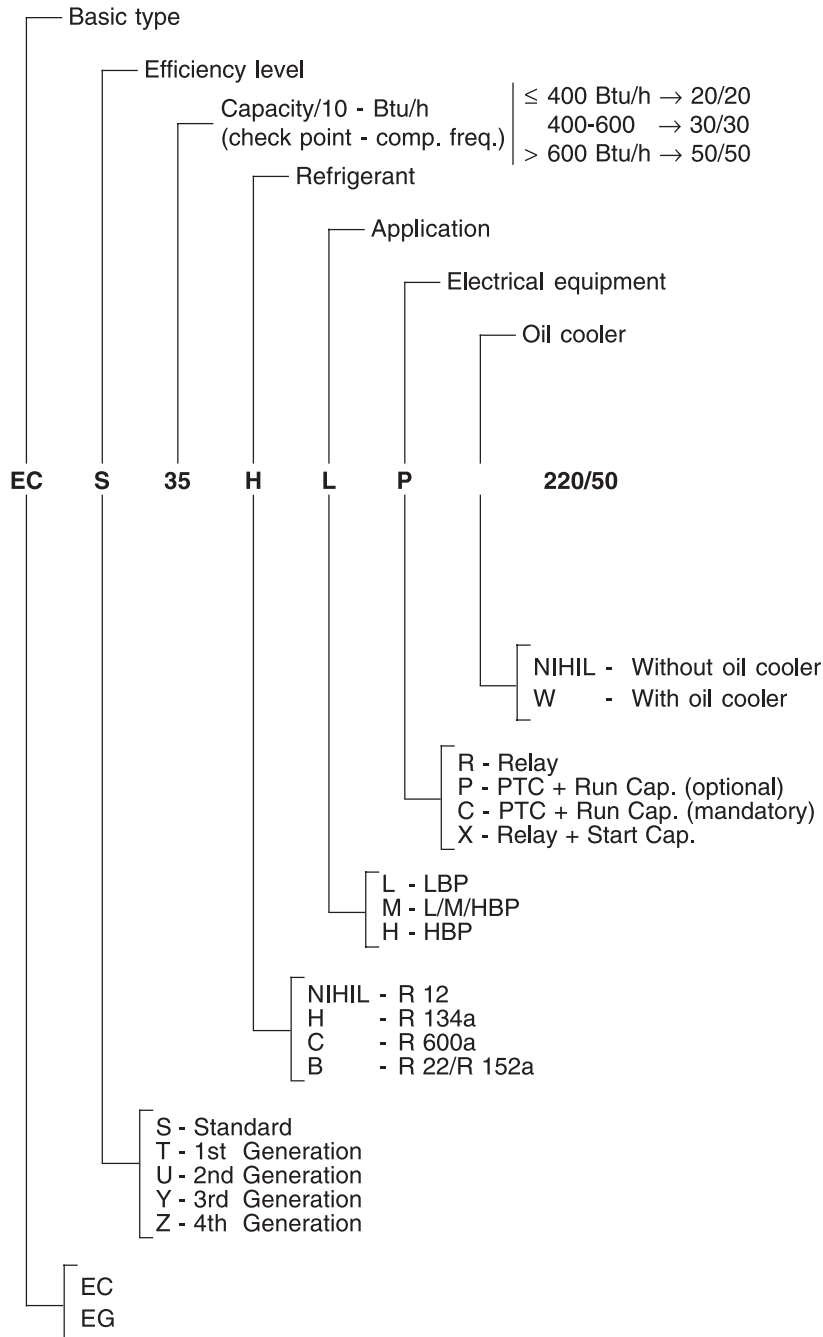 Basic type
Efficiency level
Capacity/10 - Btu/h
(check point - comp. freq.)
≤ 400 Btu/h → 20/20
400-600 → 30/30
> 600 Btu/h → 50/50
Refrigerant
Application
Electrical equipment
Oil cooler
EC S 35 H L P 220/50
NIHIL - Without oil cooler
W - With oil cooler
R - Relay
P - PTC + Run Cap. (optional)
C - PTC + Run Cap. (mandatory)
X - Relay + Start Cap.
L - LBP
M - L/M/HBP
H - HBP
NIHIL - R 12
H - R 134a
C - R 600a
B - R 22/R 152a
S - Standard
T - 1st Generation
U - 2nd Generation
Y - 3rd Generation
Z - 4th Generation
EC
EG